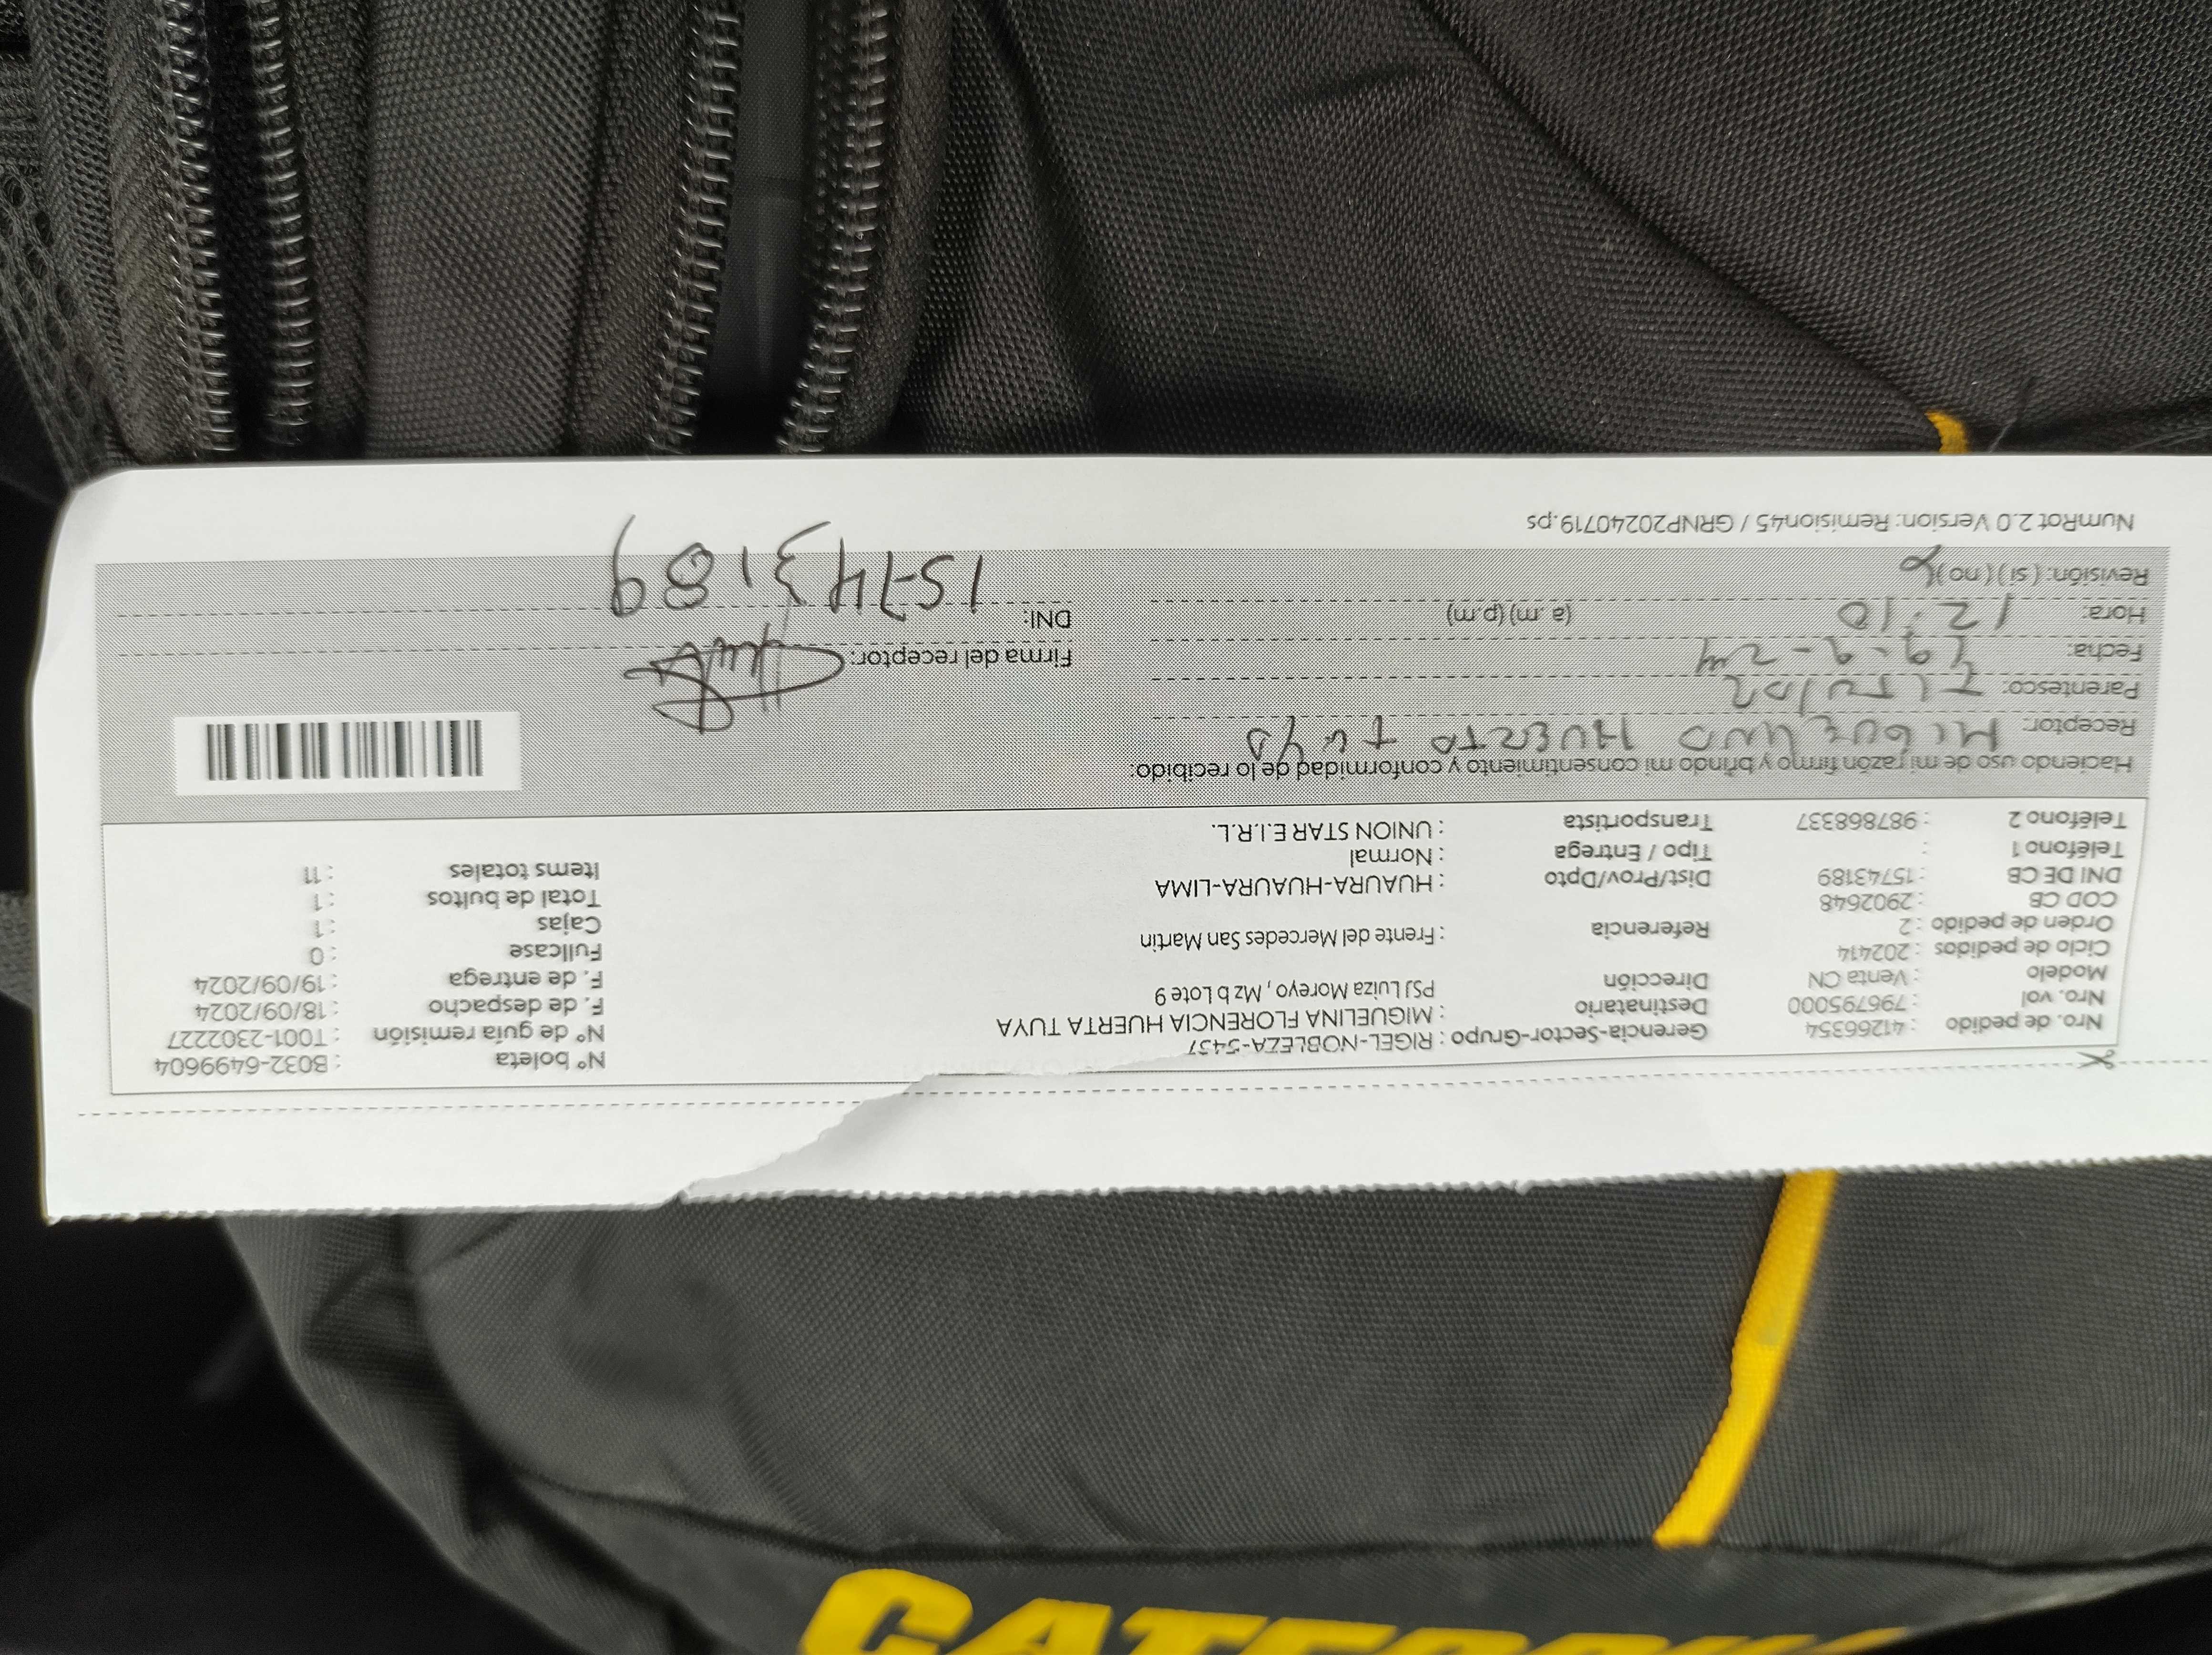 Nro. de pedido : 41266354 Gerencia-Sector-Grupo : RIGEL-NOBLEZA-5437 N° boleta : B032-6499604
Nro. vol : 796795000 Destinatario : MIGUELINA FLORENCIA HUERTA TUYA N° de guía remisión : T001-2302227
Modelo : Venta CN Dirección PSJ Luiza Moreyo , Mz q Lote 9 F. de despacho : 18/09/2024
Ciclo de pedidos : 202414 F. de entrega : 19/09/2024
Orden de pedido : 2 Referencia : Frente del Mercedes San Martin Fullcase : 0
COD CB : 2902648 Cajas : 1
DNI DE CB : 15743189 Dist/Prov/Dpto : HUAURA-HUAURA-LIMA Total de bultos : 1
Teléfono 1 : Tipo / Entrega : Normal Items totales : 11
Teléfono 2 : 987868337 Transportista : UNION STAR E.I.R.L.
Haciendo uso de mi razón firmo y brindo mi consentimiento y conformidad de lo recibido:
Receptor: HUERTA TUYA
Parentesco: TITULAR
Fecha: 19-9-24 Firma del receptor:
Hora: 12:10 (a .m) (p.m) DNI: 15743189
Revisión: ( si ) ( no )
NumRot 2.0 Version: Remision45 / GRNP20240719.ps